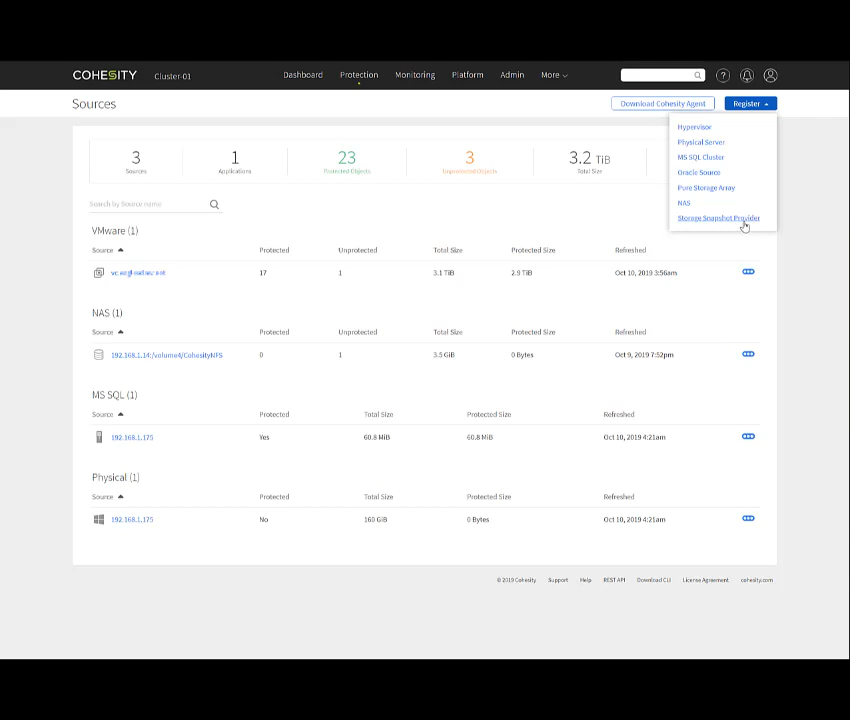 COHESITY Cluster-01 Dashboard Protection Monitoring Platform Admin More ?
Sources Download Cohesity Agent Register
Hypervisor
Physical Server
MS SQL Cluster
Oracle Source
Pure Storage Array
NAS
Storage Snapshot Provider
3 1 23 3 3.2 TiB
Sources Applications Protected Objects Unprotected Objects Total Size
Search by Source name
VMware (1)
Source Protected Unprotected Total Size Protected Size Refreshed
17 1 3.1 TiB 2.9 TiB Oct 10, 2019 3:56am
NAS (1)
Source Protected Unprotected Total Size Protected Size Refreshed
192.168.1.14:/volume4/CohesityNFS 0 1 3.5 GiB 0 Bytes Oct 9, 2019 7:52pm
MS SQL (1)
Source Protected Total Size Protected Size Refreshed
192.168.1.175 Yes 60.8 MiB 60.8 MiB Oct 10, 2019 4:21am
Physical (1)
Source Protected Total Size Protected Size Refreshed
192.168.1.175 No 160 GiB 0 Bytes Oct 10, 2019 4:21am
© 2019 Cohesity Support Help REST API Download CLI License Agreement cohesity.com